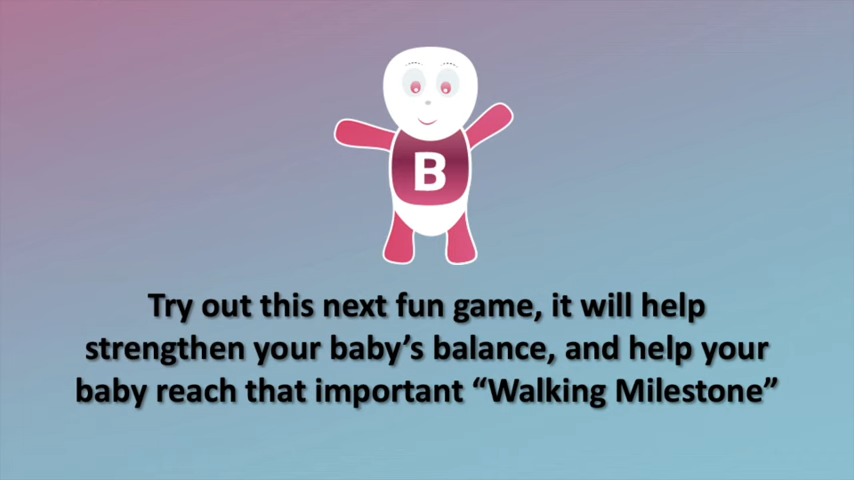 B
Try out this next fun game, it will help
strengthen your baby’s balance, and help your
baby reach that important “Walking Milestone”